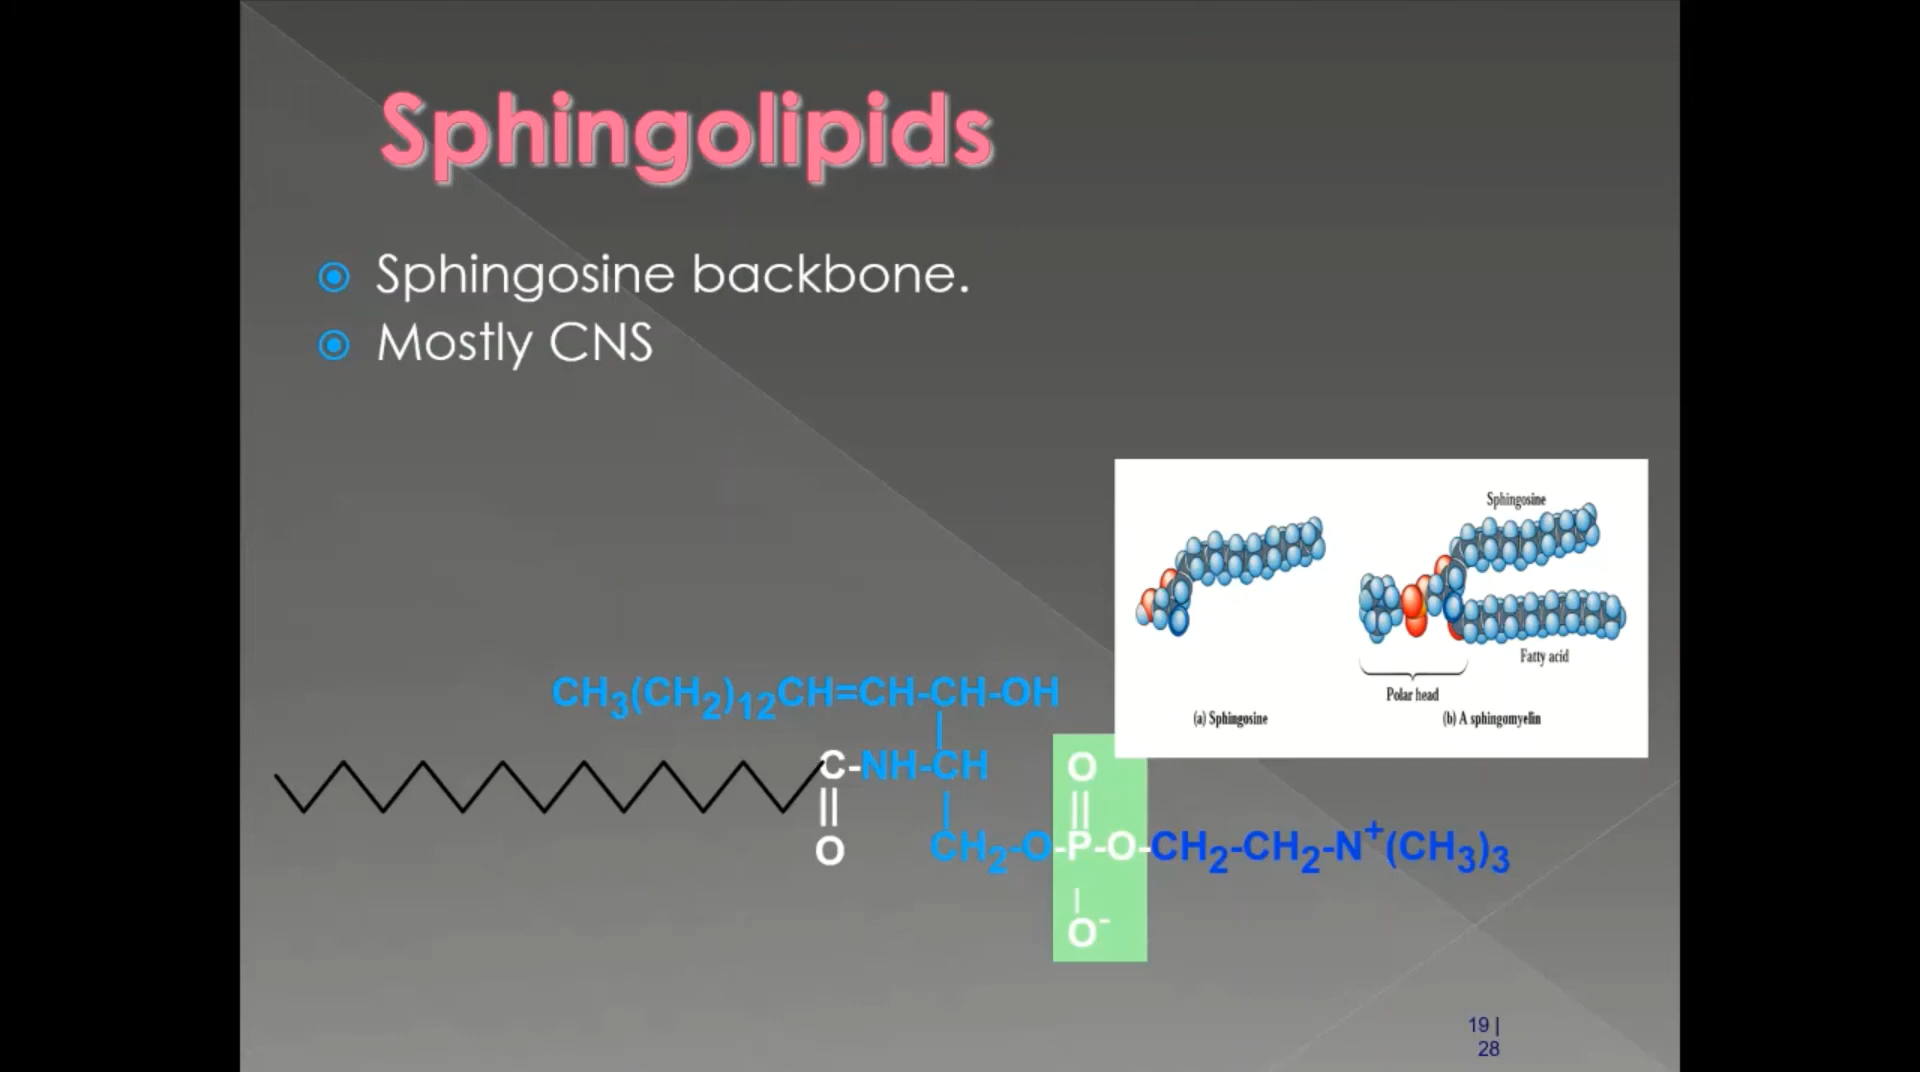 Sphingolipids
Sphingosine backbone.
Mostly CNS
Sphingosine
Fatty acid
Polar head
(a) Sphingosine
(b) A sphingomyelin
CH3(CH2)12CH=CH-CH-OH
C-NH-CH
O
O
CH2-O-P-O-CH2-CH2-N+(CH3)3
O-
19 |
28